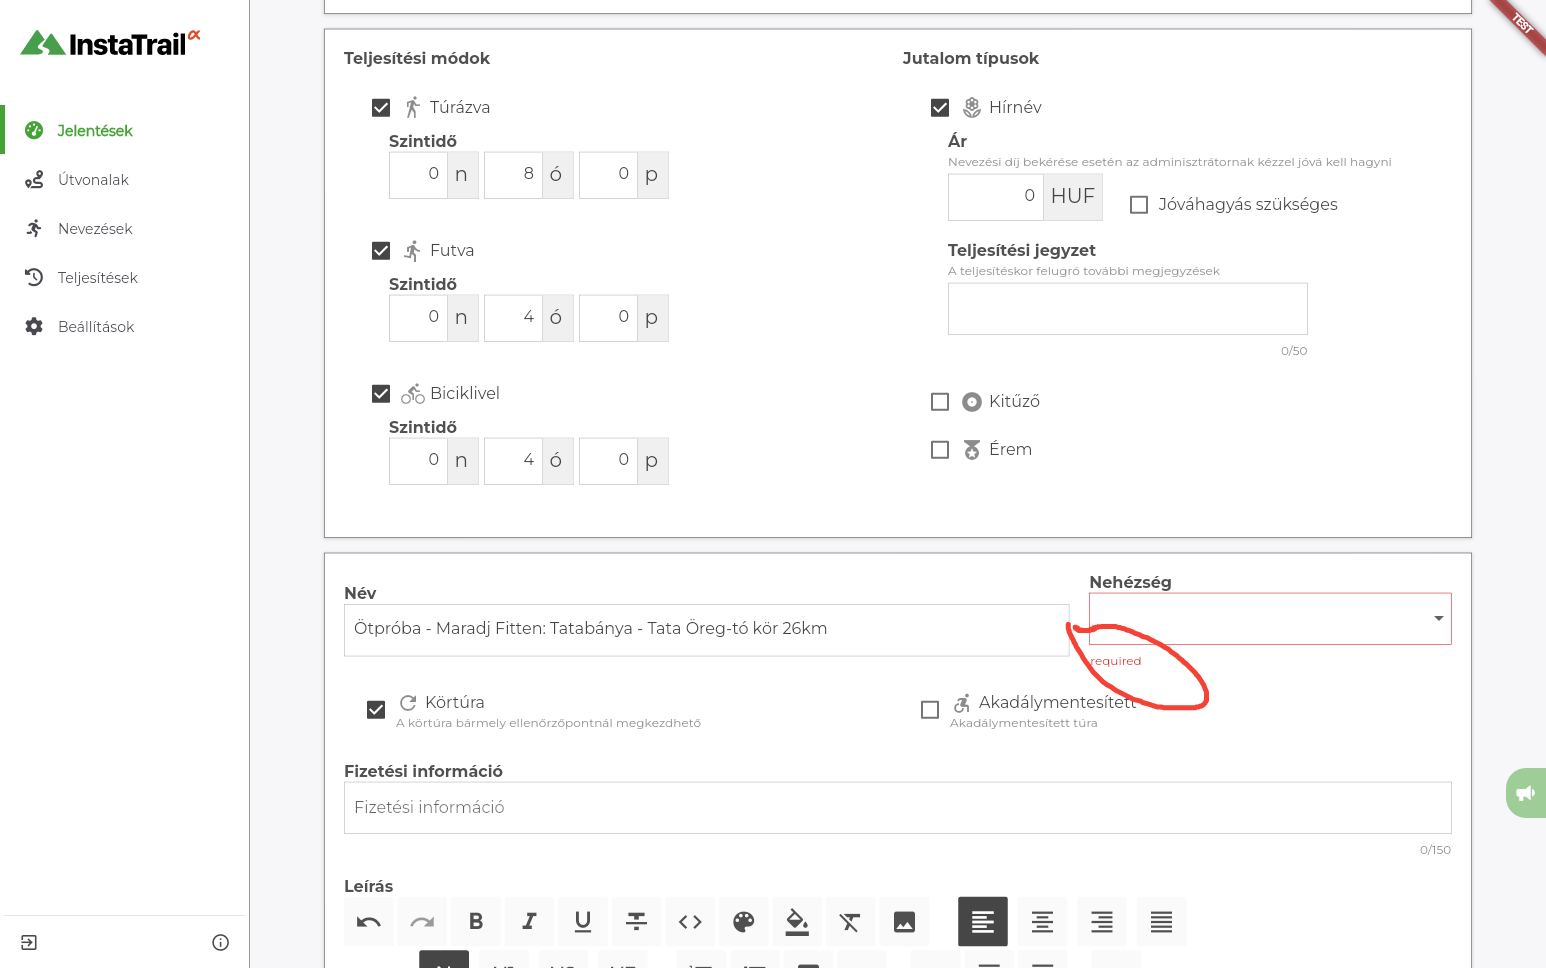 InstaTrail α
TEST
Jelentések
Útvonalak
Nevezések
Teljesítések
Beállítások
Teljesítési módok
Túrázva
Szintidő
0 n 8 ó 0 p
Futva
Szintidő
0 n 4 ó 0 p
Biciklivel
Szintidő
0 n 4 ó 0 p
Jutalom típusok
Hírnév
Ár
Nevezési díj bekérése esetén az adminisztrátornak kézzel jóvá kell hagyni
0 HUF
Jóváhagyás szükséges
Teljesítési jegyzet
A teljesítéskor felugró további megjegyzések
0/50
Kitűző
Érem
Név
Ötpróba - Maradj Fitten: Tatabánya - Tata Öreg-tó kör 26km
Nehézség
required
Körtúra
A körtúra bármely ellenőrzőpontnál megkezdhető
Akadálymentesített
Akadálymentesített túra
Fizetési információ
Fizetési információ
0/150
Leírás
B I U